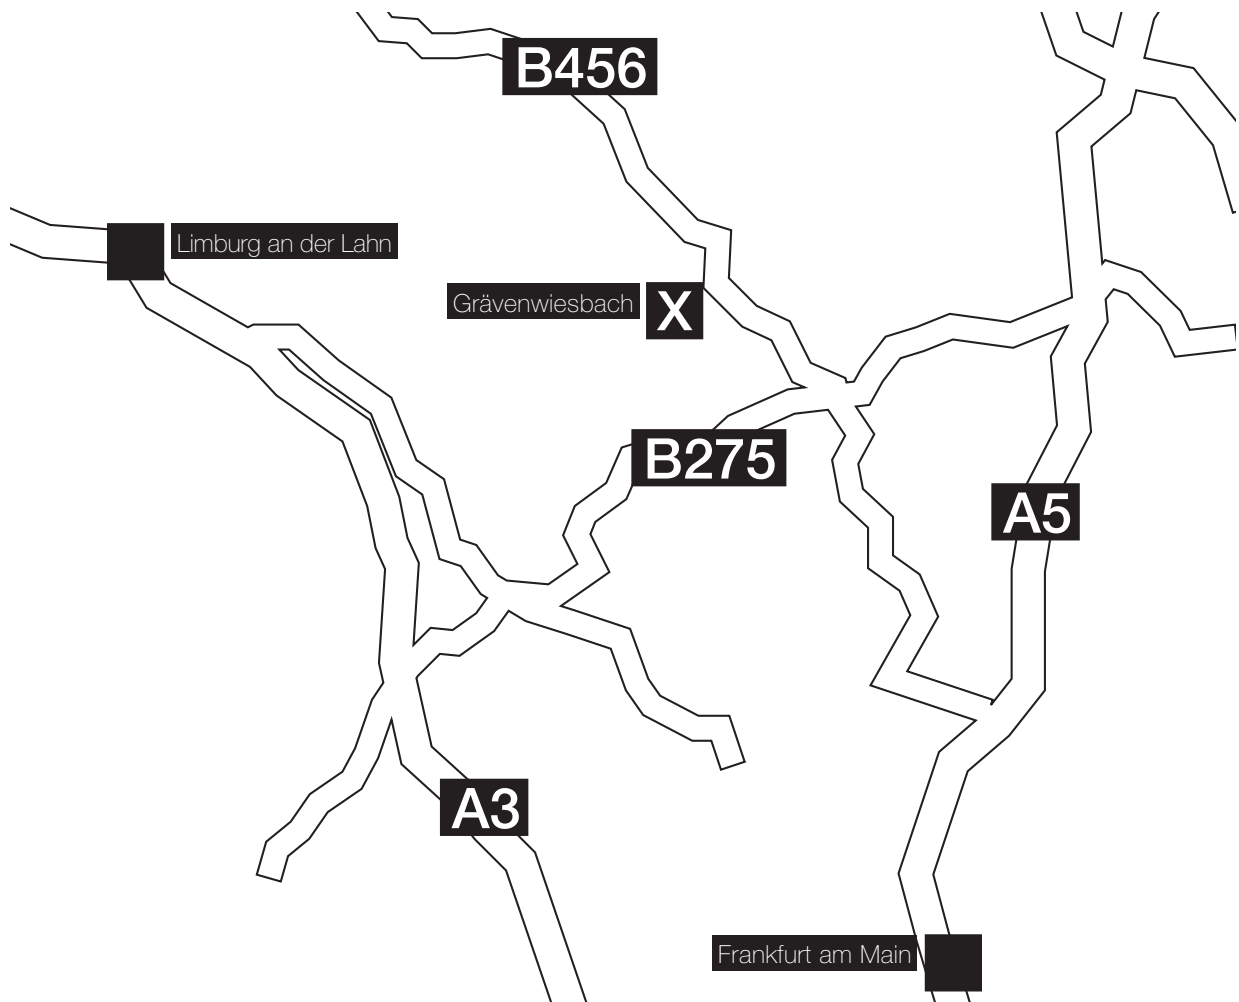 B456
Limburg an der Lahn
Grävenwiesbach
X
B275
A5
A3
Frankfurt am Main